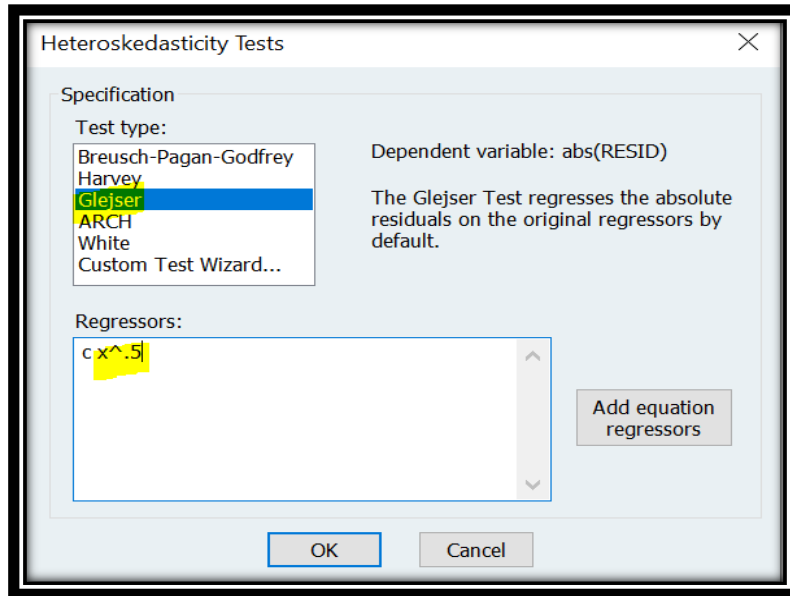 Heteroskedasticity Tests
Specification
Test type:
Breusch-Pagan-Godfrey
Harvey
Glejser
ARCH
White
Custom Test Wizard...
Dependent variable: abs(RESID)
The Glejser Test regresses the absolute
residuals on the original regressors by
default.
Regressors:
c x^.5
Add equation
regressors
OK
Cancel